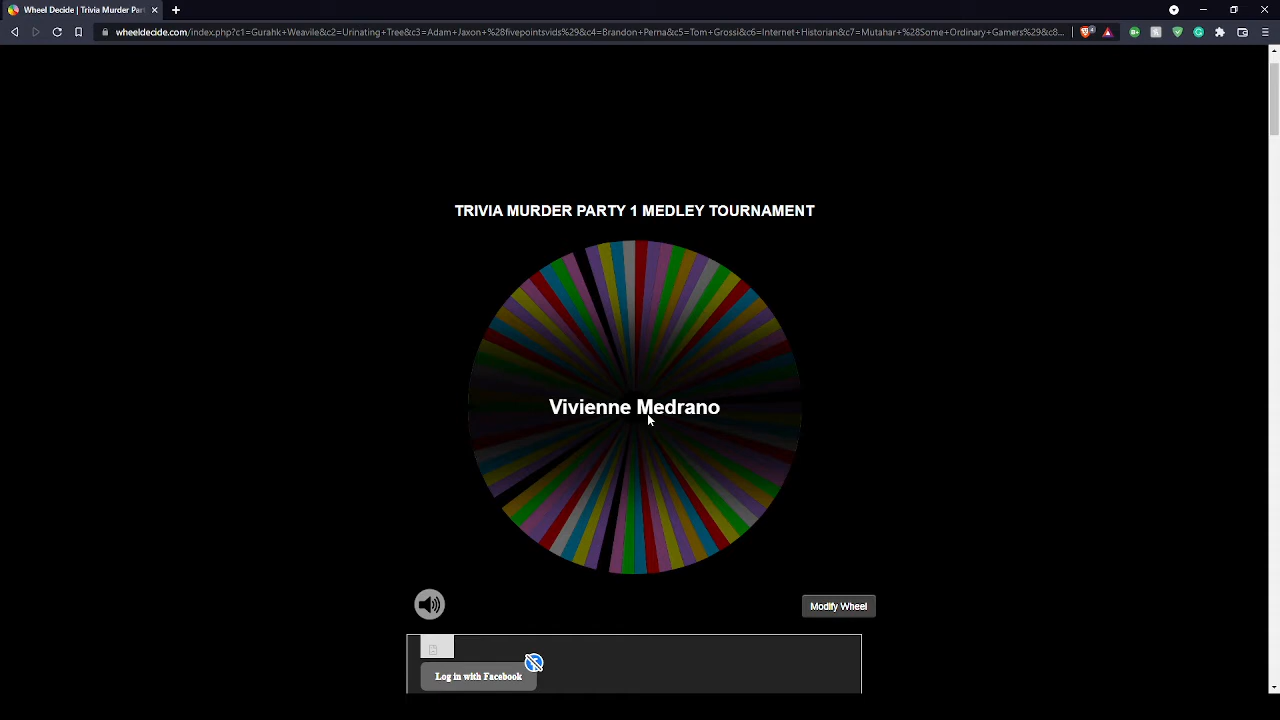 Wheel Decide | Trivia Murder Par
wheeldecide.com/index.php?c1=Gurahk+Weavile&c2=Urinating+Tree&c3=Adam+Jaxon+%28fivepointsvids%29&c4=Brandon+Perna&c5=Tom+Grossi&c6=Internet+Historian&c7=Mutahar+%28Some+Ordinary+Gamers%29&c8...
TRIVIA MURDER PARTY 1 MEDLEY TOURNAMENT
Vivienne Medrano
Modify Wheel
Log in with Facebook